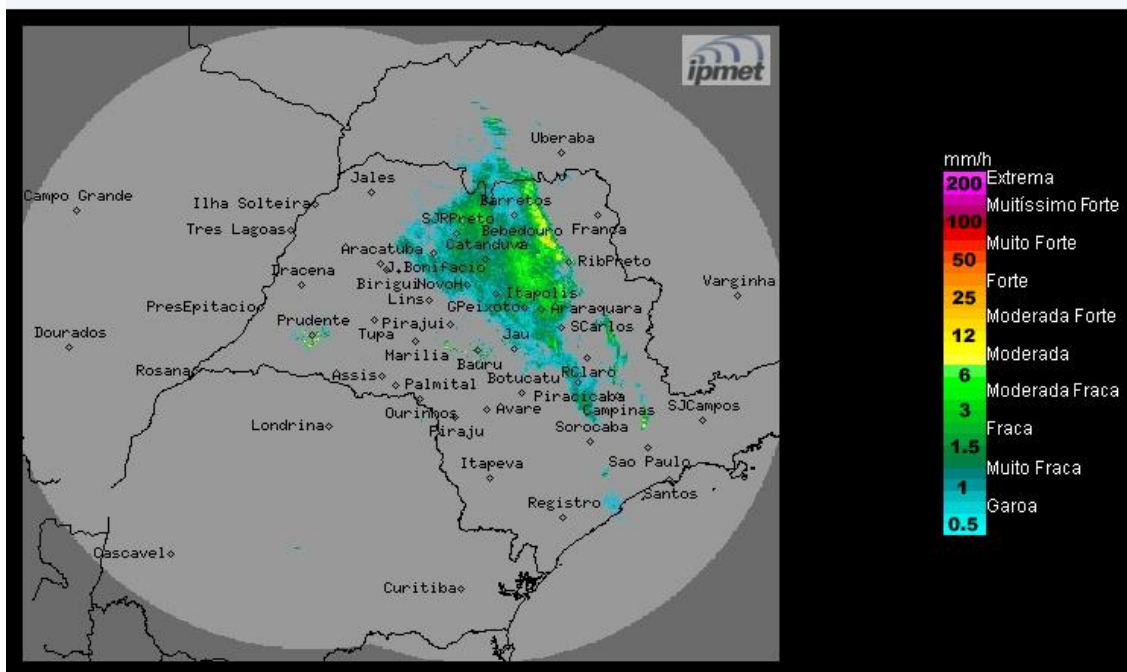 ipmet
Uberaba
Jales
Campo Grande
Ilha Solteira
Barretos
SJRPreto
Franca
Tres Lagoas
Bebedouro
Aracatuba
Catanduva
RibPreto
Dracena
J.Bonifacio
Varginha
Birigui
NovoH
Itapolis
Lins
GPeixoto
Araraquara
PresEpitacio
Prudente
Pirajui
SCarlos
Dourados
Tupa
Jau
Marilia
Bauru
Rosana
Assis
Botucatu
RClaro
Palmital
Piracicaba
Ourinhos
Avare
Campinas
SJCampos
Londrina
Piraju
Sorocaba
Itapeva
Sao Paulo
Santos
Registro
Cascavel
Curitiba
mm/h
200 Extrema
Muitíssimo Forte
100
Muito Forte
50
Forte
25
Moderada Forte
12
Moderada
6
Moderada Fraca
3
Fraca
1.5
Muito Fraca
1
Garoa
0.5